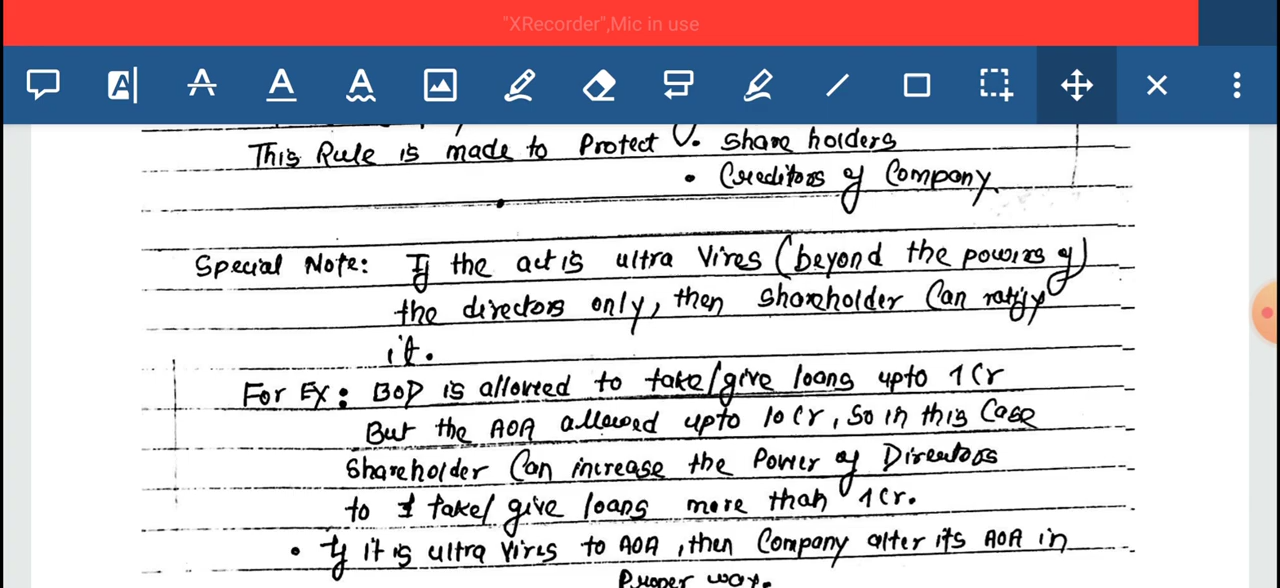 "XRecorder",Mic in use
This Rule is made to Protect • Share holders
• Creditors of Company.
Special Note: If the act is ultra vires (beyond the powers of)
the directors only, then shareholder Can ratify
it.
For Ex: BOD is allowed to take/give loans upto 1 Cr
But the AOA allowed upto 10 Cr, So in this Case
Shareholder Can increase the Power of Directors
to take/give loans more than 1 Cr.
• If it is ultra vires to AOA, then Company alter its AOA in
Proper way.